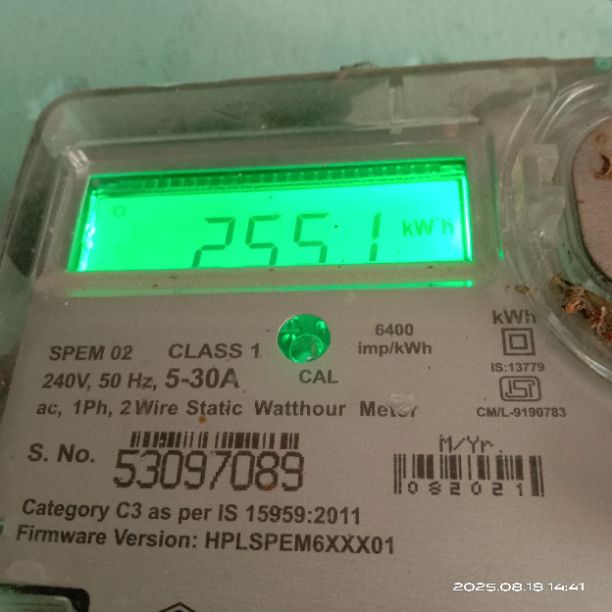 2551 kWh
kWh
SPEM 02 CLASS 1
6400
imp/kWh
IS:13779
240V, 50 Hz, 5-30A
CAL
ISI
ac, 1Ph, 2 Wire Static Watthour Meter
CM/L-9190783
M/Yr.
S. No. 53097089
082021
Category C3 as per IS 15959:2011
Firmware Version: HPLSPEM6XXX01
2025.08.18 14:41